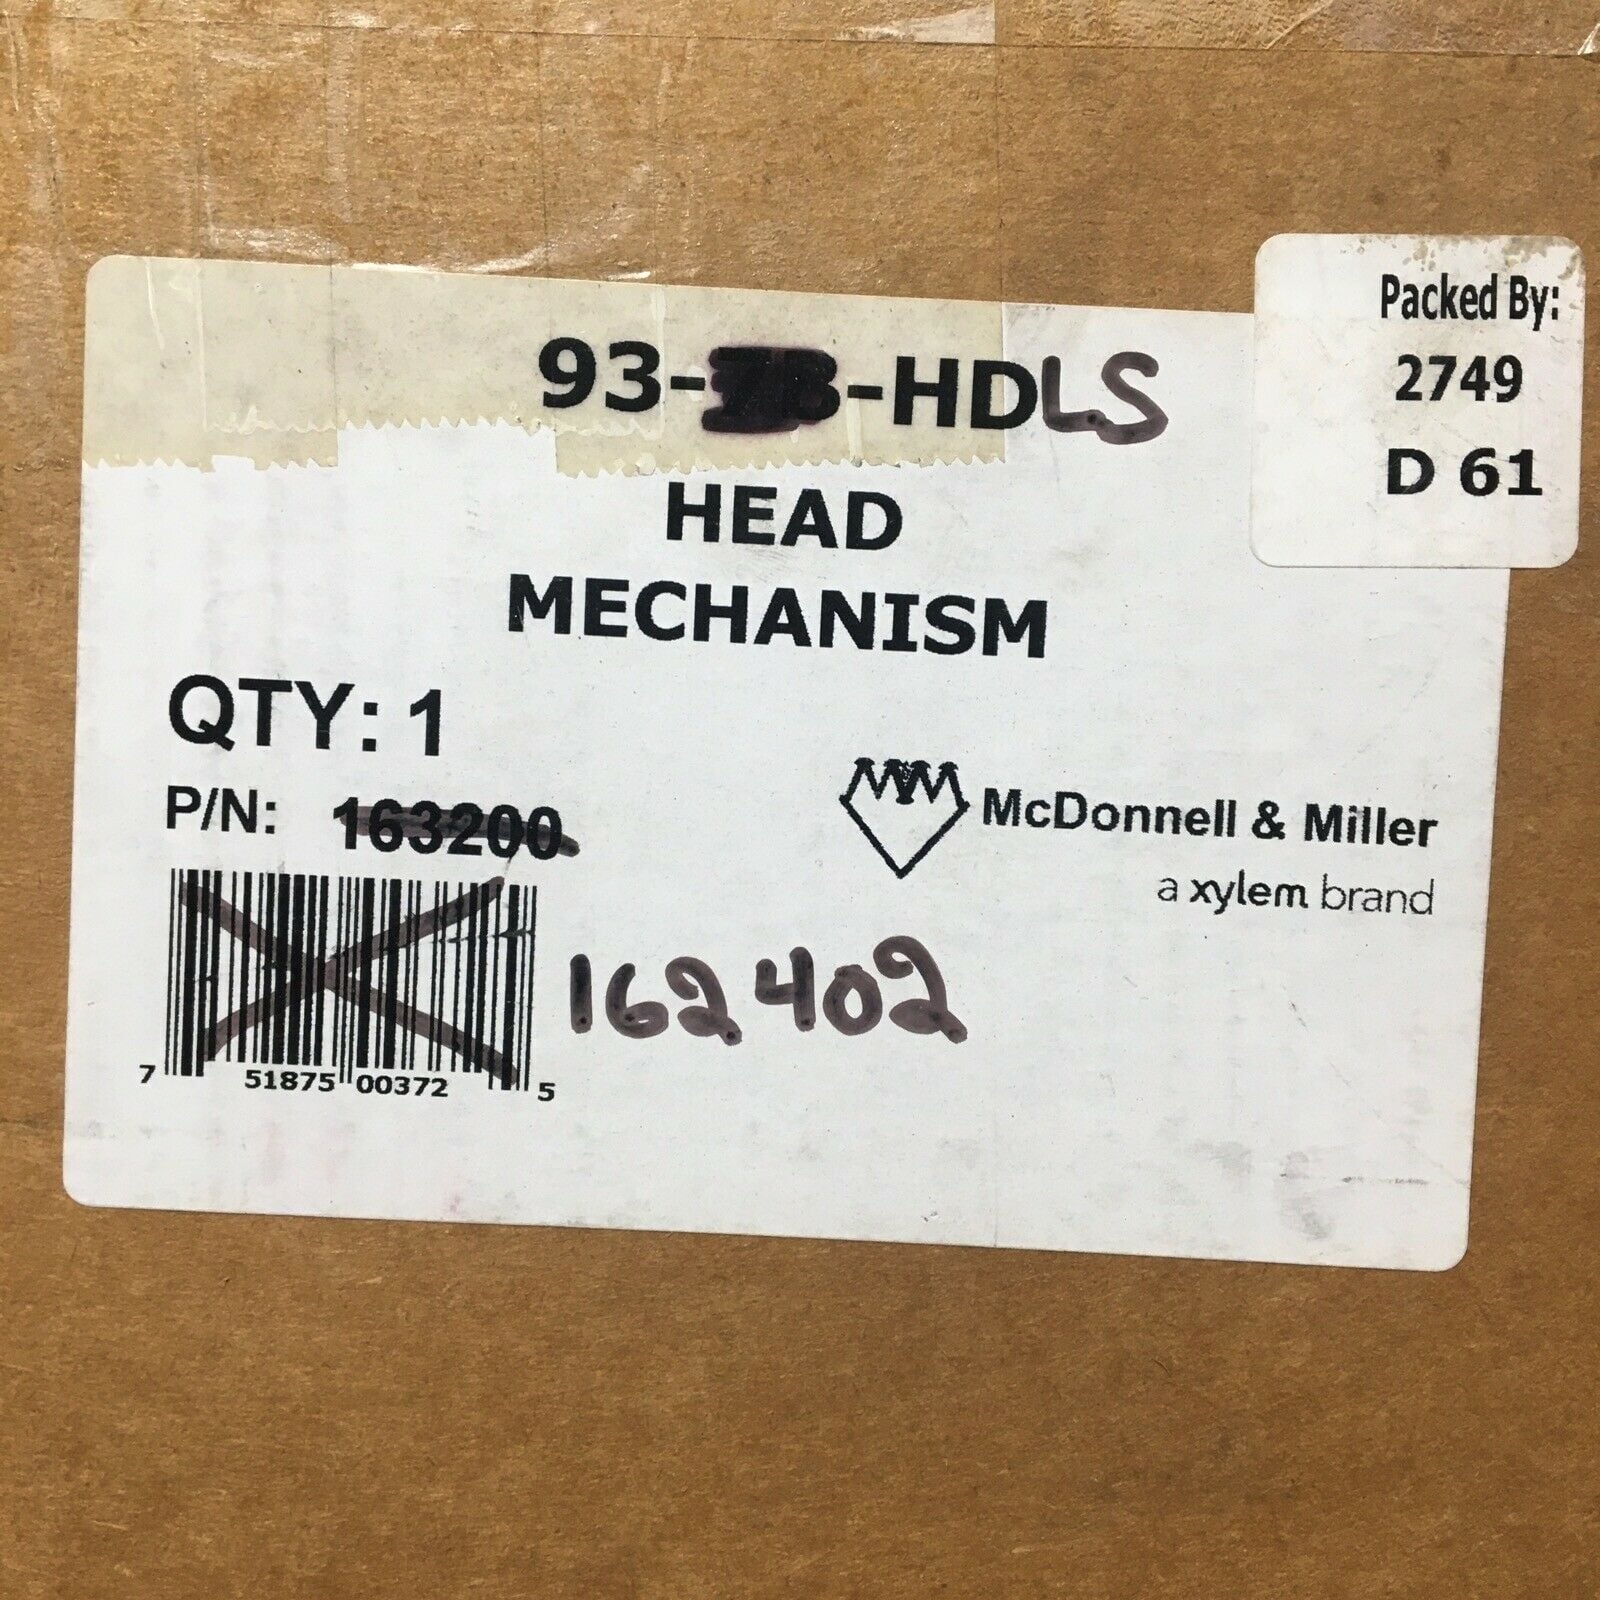 93-█-HDLS
HEAD
MECHANISM
QTY: 1
P/N: 163200
162402
7 51875 00372 5
McDonnell & Miller
a xylem brand
Packed By:
2749
D 61